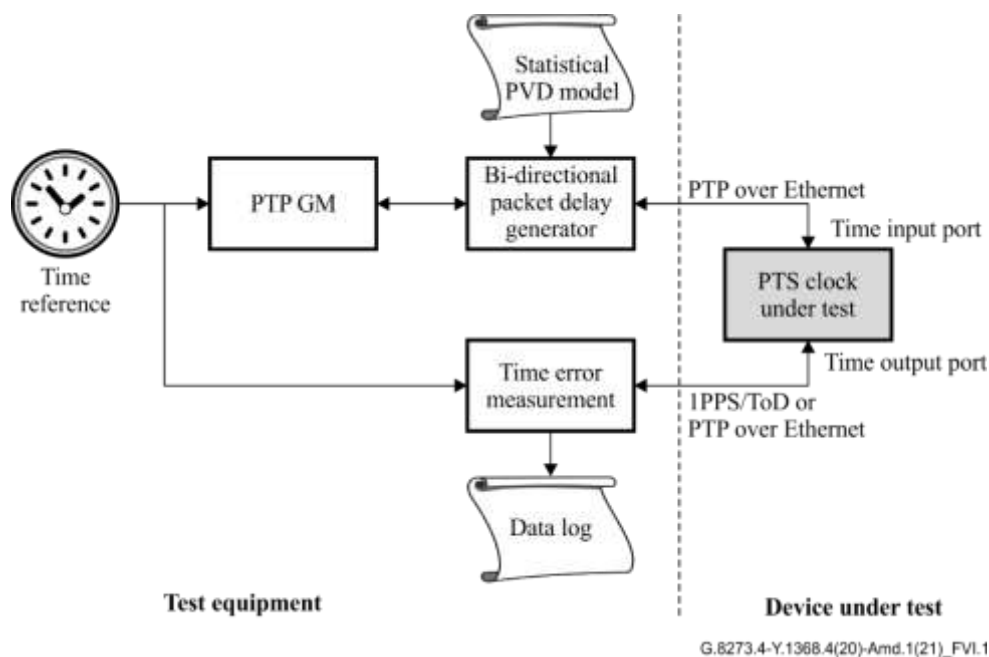 Statistical
PVD model
Time
reference
PTP GM
Bi-directional
packet delay
generator
PTP over Ethernet
Time input port
PTS clock
under test
Time output port
Time error
measurement
1PPS/ToD or
PTP over Ethernet
Data log
Test equipment
Device under test
G.8273.4-Y.1368.4(20)-Amd.1(21)_FVI.1